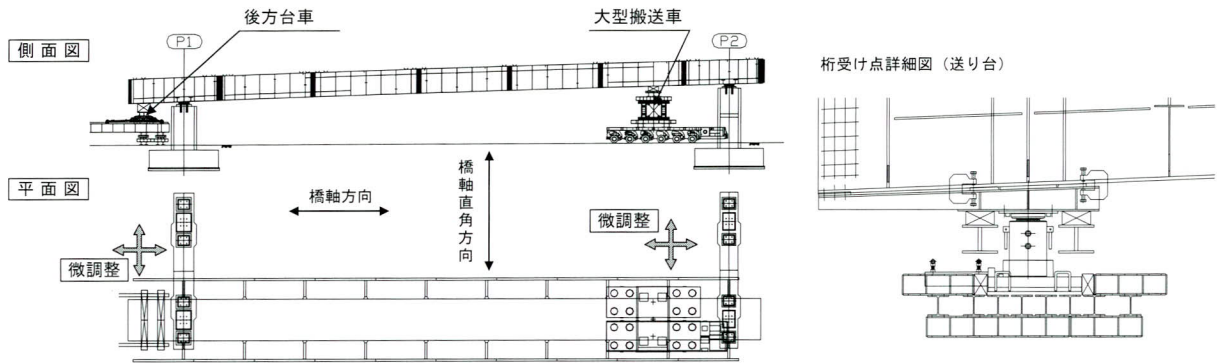 後方台車
大型搬送車
側面図
P1
P2
桁受け点詳細図（送り台）
平面図
橋軸方向
橋軸直角方向
微調整
微調整